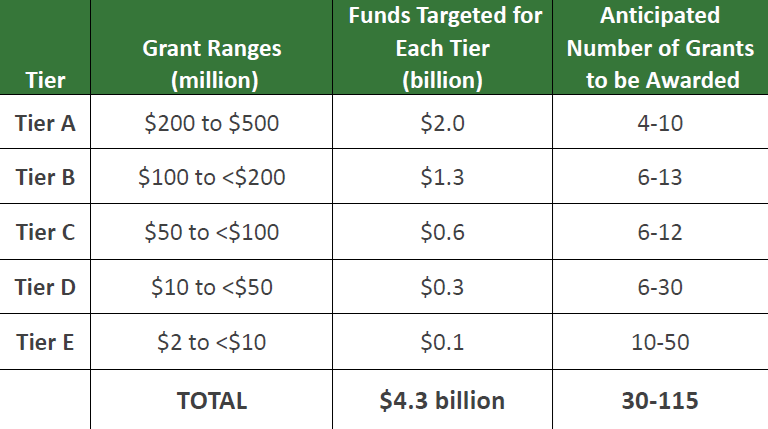 Tier Grant Ranges (million) Funds Targeted for Each Tier (billion) Anticipated Number of Grants to be Awarded
Tier A $200 to $500 $2.0 4-10
Tier B $100 to <$200 $1.3 6-13
Tier C $50 to <$100 $0.6 6-12
Tier D $10 to <$50 $0.3 6-30
Tier E $2 to <$10 $0.1 10-50
TOTAL $4.3 billion 30-115